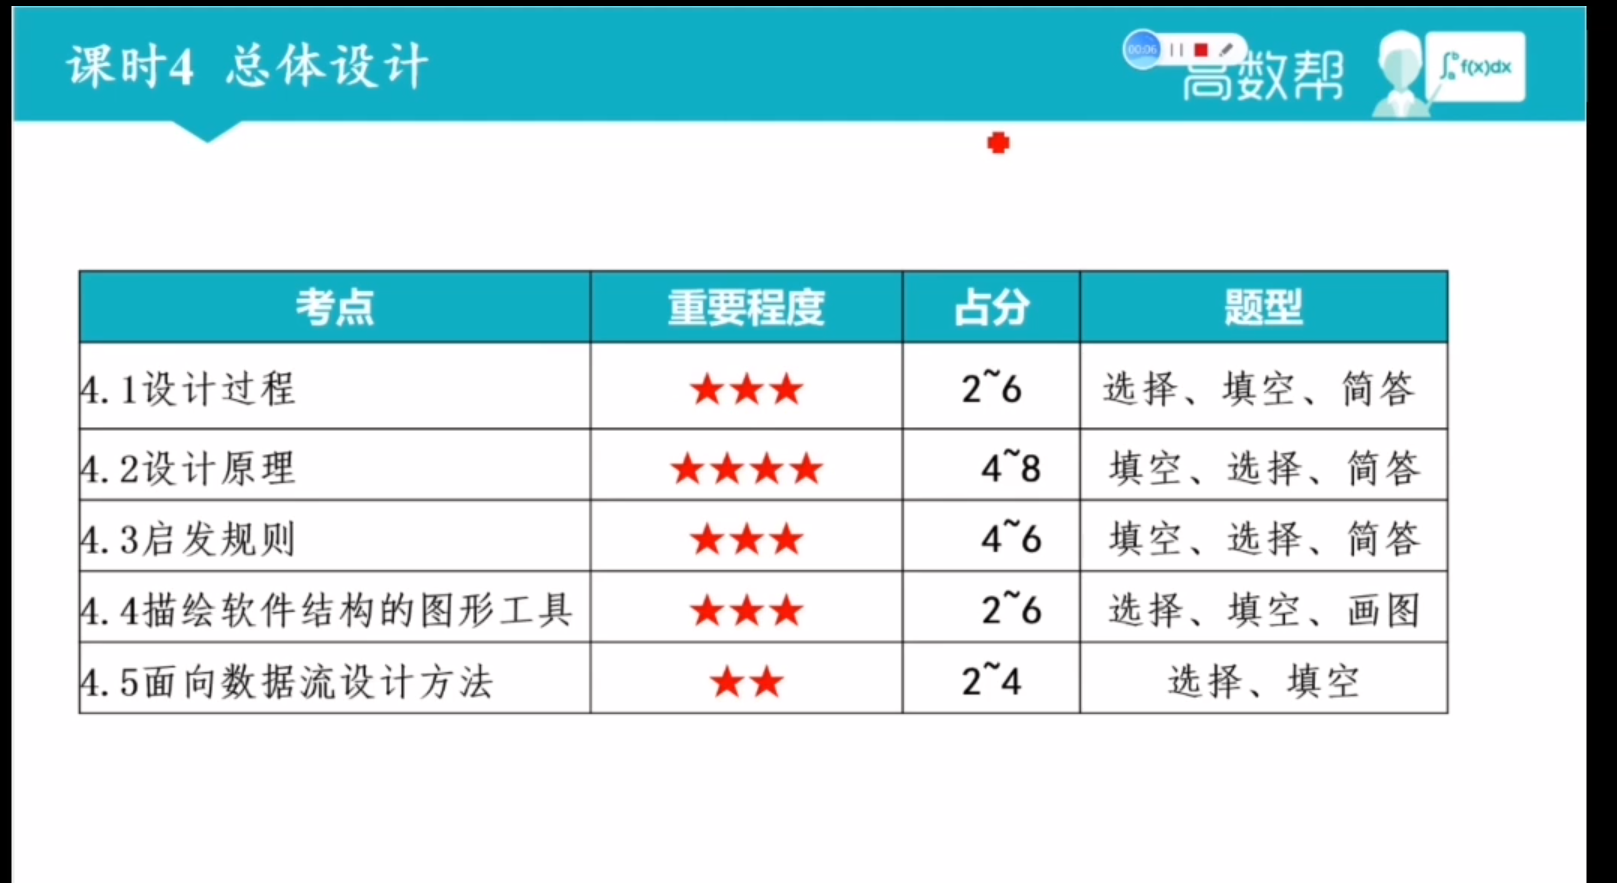 课时4 总体设计
00:06
高数帮
∫ᵇₐ f(x)dx
考点 重要程度 占分 题型
4.1设计过程 ★★★ 2~6 选择、填空、简答
4.2设计原理 ★★★★ 4~8 填空、选择、简答
4.3启发规则 ★★★ 4~6 填空、选择、简答
4.4描绘软件结构的图形工具 ★★★ 2~6 选择、填空、画图
4.5面向数据流设计方法 ★★ 2~4 选择、填空